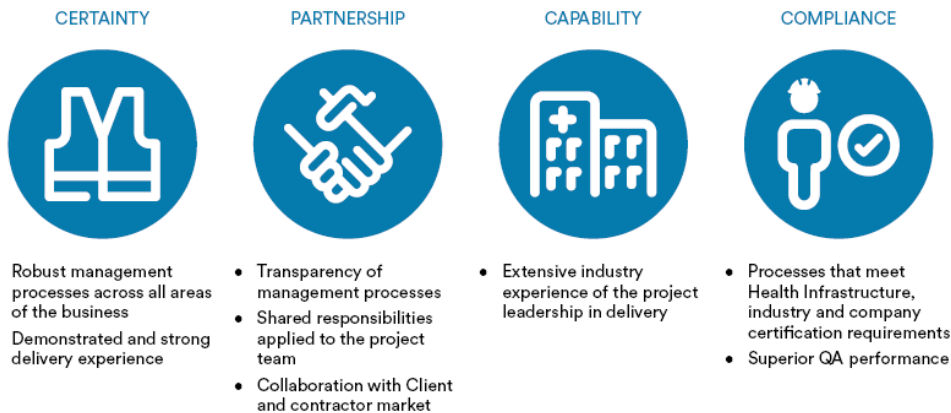 CERTAINTY
Robust management
processes across all areas
of the business
Demonstrated and strong
delivery experience
PARTNERSHIP
• Transparency of
management processes
• Shared responsibilities
applied to the project
team
• Collaboration with Client
and contractor market
CAPABILITY
• Extensive industry
experience of the project
leadership in delivery
COMPLIANCE
• Processes that meet
Health Infrastructure,
industry and company
certification requirements
• Superior QA performance